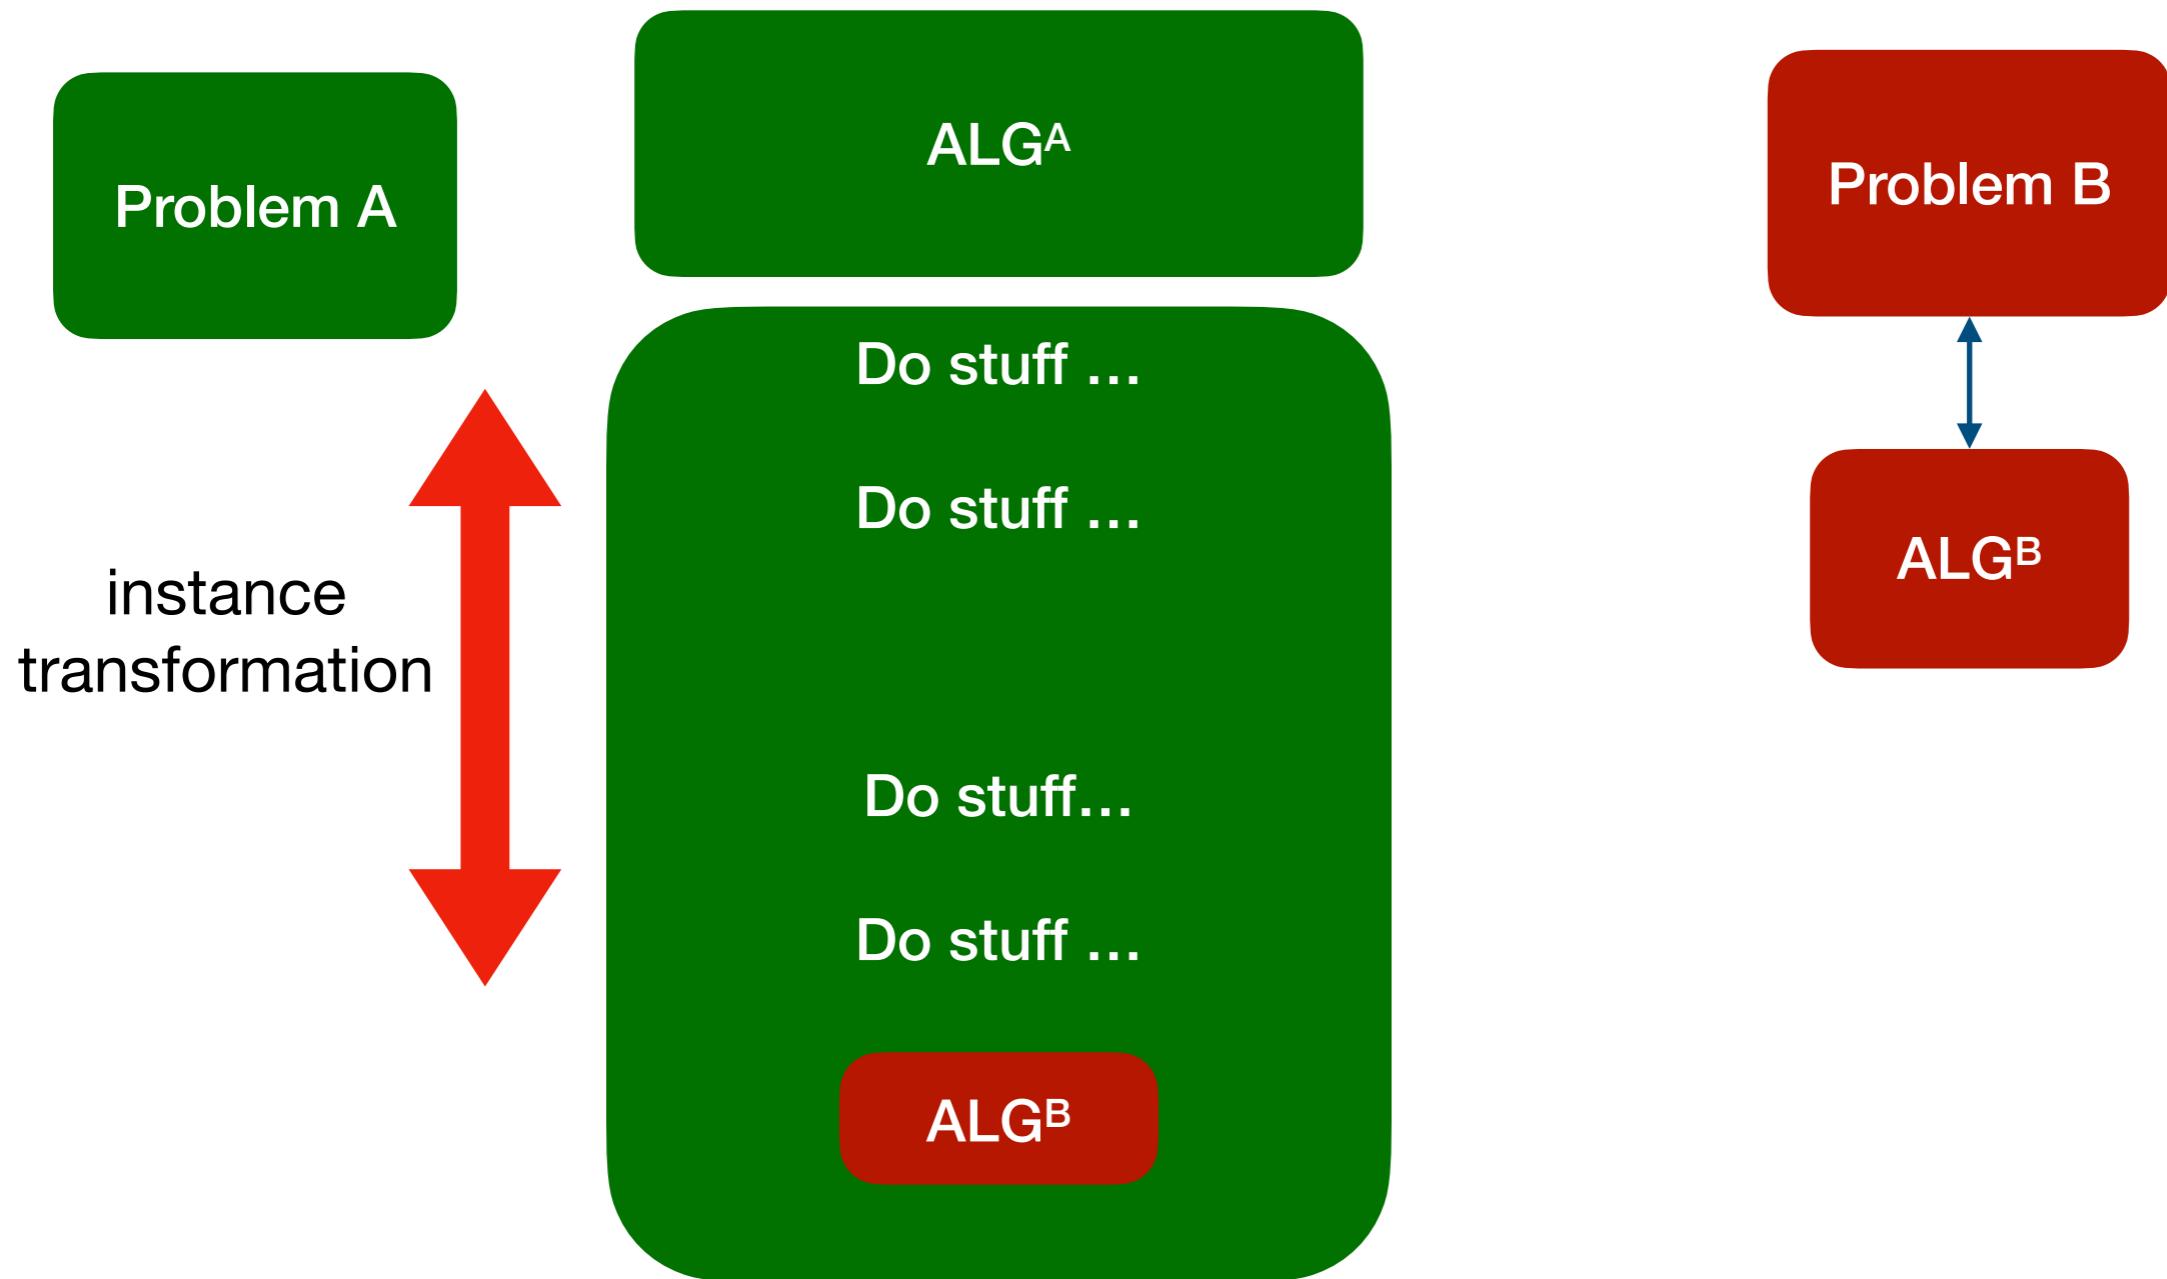 Problem A
ALGᴬ
Problem B
instance
transformation
Do stuff ...
Do stuff ...
Do stuff...
Do stuff ...
ALGᴮ
ALGᴮ